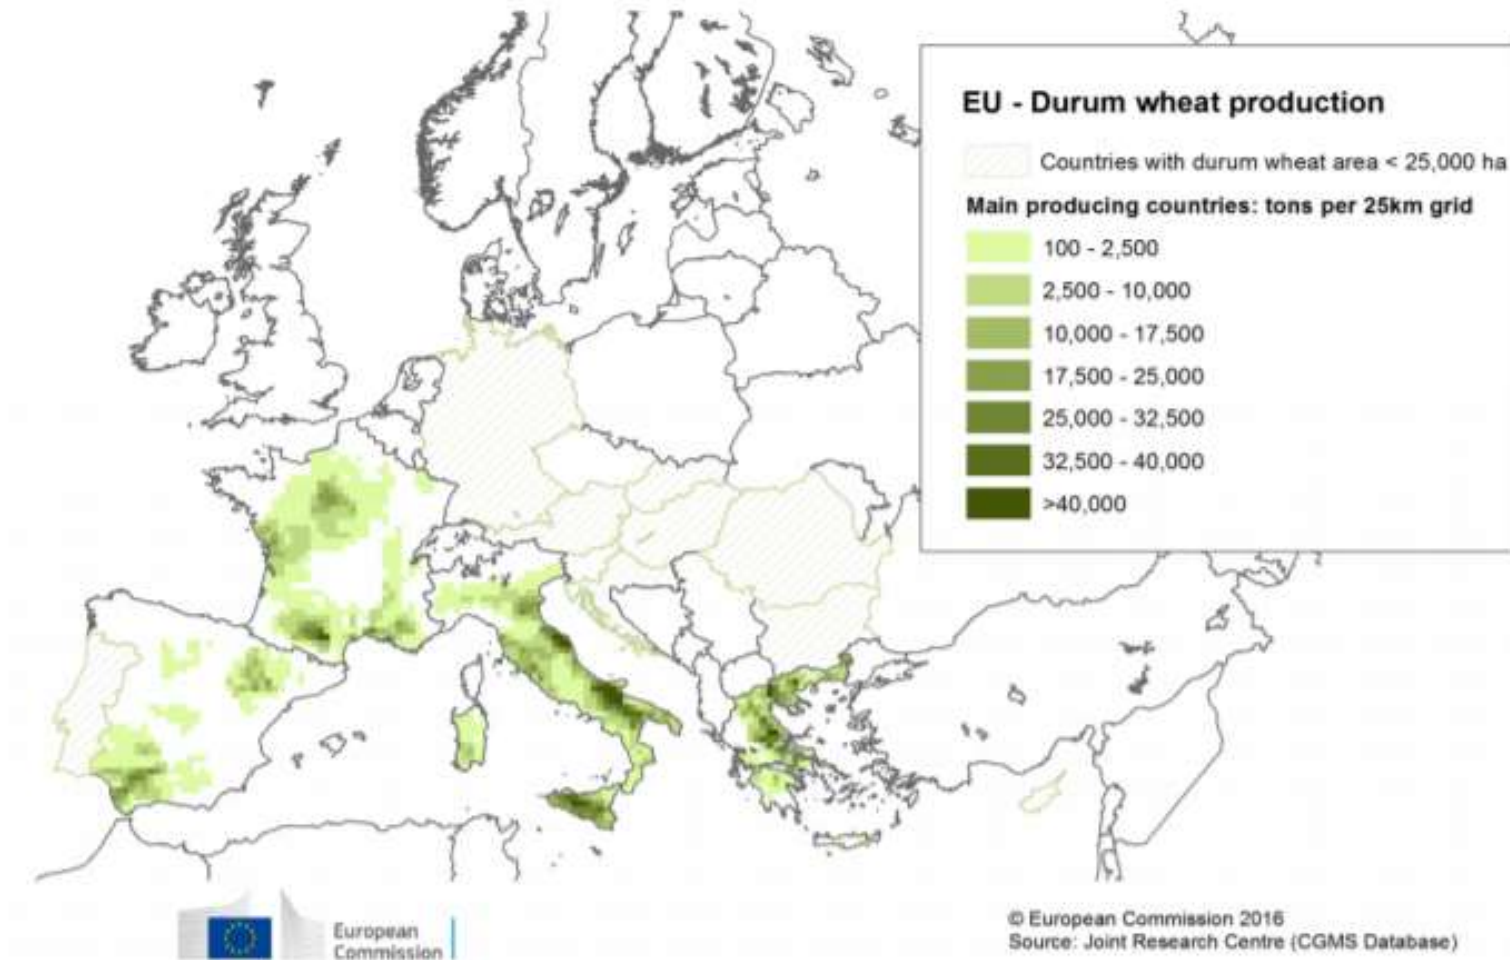 EU - Durum wheat production
Countries with durum wheat area < 25,000 ha
Main producing countries: tons per 25km grid
100 - 2,500
2,500 - 10,000
10,000 - 17,500
17,500 - 25,000
25,000 - 32,500
32,500 - 40,000
>40,000
European
Commission
© European Commission 2016
Source: Joint Research Centre (CGMS Database)